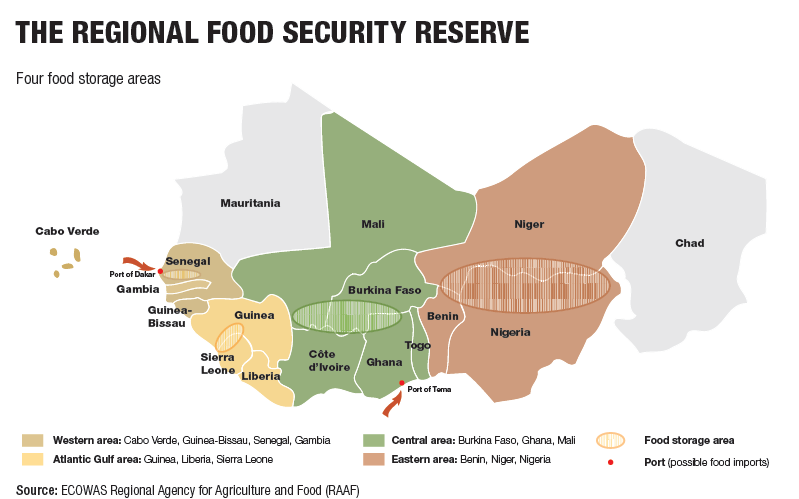 THE REGIONAL FOOD SECURITY RESERVE
Four food storage areas
Mauritania
Mali
Niger
Chad
Cabo Verde
Senegal
Port of Dakar
Gambia
Guinea-
Bissau
Guinea
Burkina Faso
Benin
Nigeria
Sierra
Leone
Liberia
Côte
d'Ivoire
Ghana
Togo
Port of Tema
Western area: Cabo Verde, Guinea-Bissau, Senegal, Gambia
Atlantic Gulf area: Guinea, Liberia, Sierra Leone
Central area: Burkina Faso, Ghana, Mali
Eastern area: Benin, Niger, Nigeria
Food storage area
Port (possible food imports)
Source: ECOWAS Regional Agency for Agriculture and Food (RAAF)